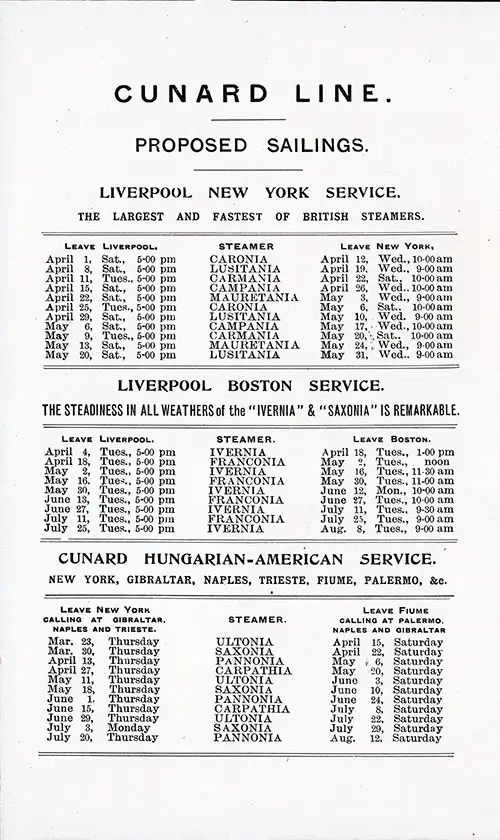 CUNARD LINE.
PROPOSED SAILINGS.
LIVERPOOL NEW YORK SERVICE.
THE LARGEST AND FASTEST OF BRITISH STEAMERS.
LEAVE LIVERPOOL. STEAMER LEAVE NEW YORK.
April 1, Sat., 5-00 pm CARONIA April 12, Wed., 10-00 am
April 8, Sat., 5-00 pm LUSITANIA April 19, Wed., 9-00 am
April 11, Tues., 5-00 pm CARMANIA April 22, Sat., 10-00 am
April 15, Sat., 5-00 pm CAMPANIA April 26, Wed., 10-00 am
April 22, Sat., 5-00 pm MAURETANIA May 3, Wed., 9-00 am
April 25, Tues., 5-00 pm CARONIA May 6, Sat., 10-00 am
April 29, Sat., 5-00 pm LUSITANIA May 10, Wed. 9-00 am
May 6, Sat., 5-00 pm CAMPANIA May 17, Wed., 10-00 am
May 9, Tues., 5-00 pm CARMANIA May 20, Sat., 10-00 am
May 13, Sat., 5-00 pm MAURETANIA May 24, Wed., 9-00 am
May 20, Sat., 5-00 pm LUSITANIA May 31, Wed., 9-00 am
LIVERPOOL BOSTON SERVICE.
THE STEADINESS IN ALL WEATHERS of the "IVERNIA" & "SAXONIA" IS REMARKABLE.
LEAVE LIVERPOOL. STEAMER. LEAVE BOSTON.
April 4, Tues., 5-00 pm IVERNIA April 18, Tues., 1-00 pm
April 18, Tues., 5-00 pm FRANCONIA May 2, Tues., noon
May 2, Tues., 5-00 pm IVERNIA May 16, Tues., 11-30 am
May 16, Tues., 5-00 pm FRANCONIA May 30, Tues., 11-00 am
May 30, Tues., 5-00 pm IVERNIA June 12, Mon., 10-00 am
June 13, Tues., 5-00 pm FRANCONIA June 27, Tues., 10-00 am
June 27, Tues., 5-00 pm IVERNIA July 11, Tues., 9-30 am
July 11, Tues., 5-00 pm FRANCONIA July 25, Tues., 9-00 am
July 25, Tues., 5-00 pm IVERNIA Aug. 8, Tues., 9-00 am
CUNARD HUNGARIAN-AMERICAN SERVICE.
NEW YORK, GIBRALTAR, NAPLES, TRIESTE, FIUME, PALERMO, &c.
LEAVE NEW YORK CALLING AT GIBRALTAR, NAPLES AND TRIESTE. STEAMER. LEAVE FIUME CALLING AT PALERMO, NAPLES AND GIBRALTAR
Mar. 23, Thursday ULTONIA April 15, Saturday
Mar. 30, Thursday SAXONIA April 22, Saturday
April 13, Thursday PANNONIA May 6, Saturday
April 27, Thursday CARPATHIA May 20, Saturday
May 11, Thursday ULTONIA June 3, Saturday
May 18, Thursday SAXONIA June 10, Saturday
June 1, Thursday PANNONIA June 24, Saturday
June 15, Thursday CARPATHIA July 8, Saturday
June 29, Thursday ULTONIA July 22, Saturday
July 3, Monday SAXONIA July 29, Saturday
July 20, Thursday PANNONIA Aug. 12, Saturday